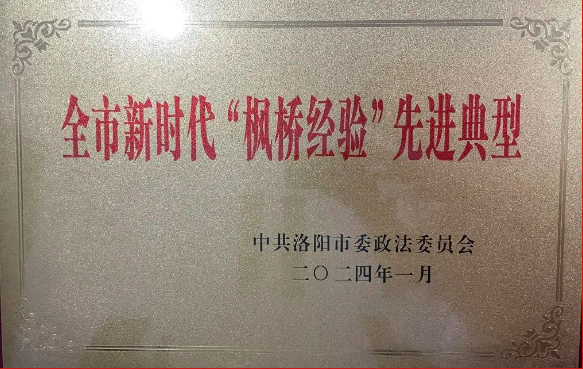 全市新时代“枫桥经验”先进典型
中共洛阳市委政法委员会
二〇二四年一月